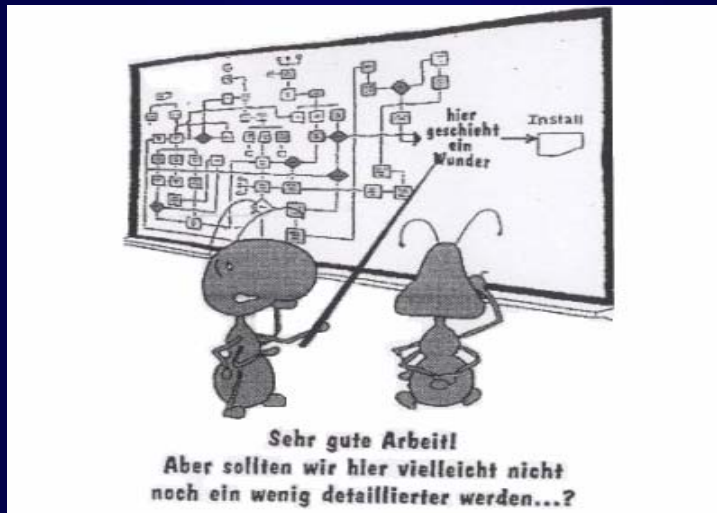 hier
geschieht
ein
Wunder
Install
Sehr gute Arbeit!
Aber sollten wir hier vielleicht nicht
noch ein wenig detaillierter werden...?